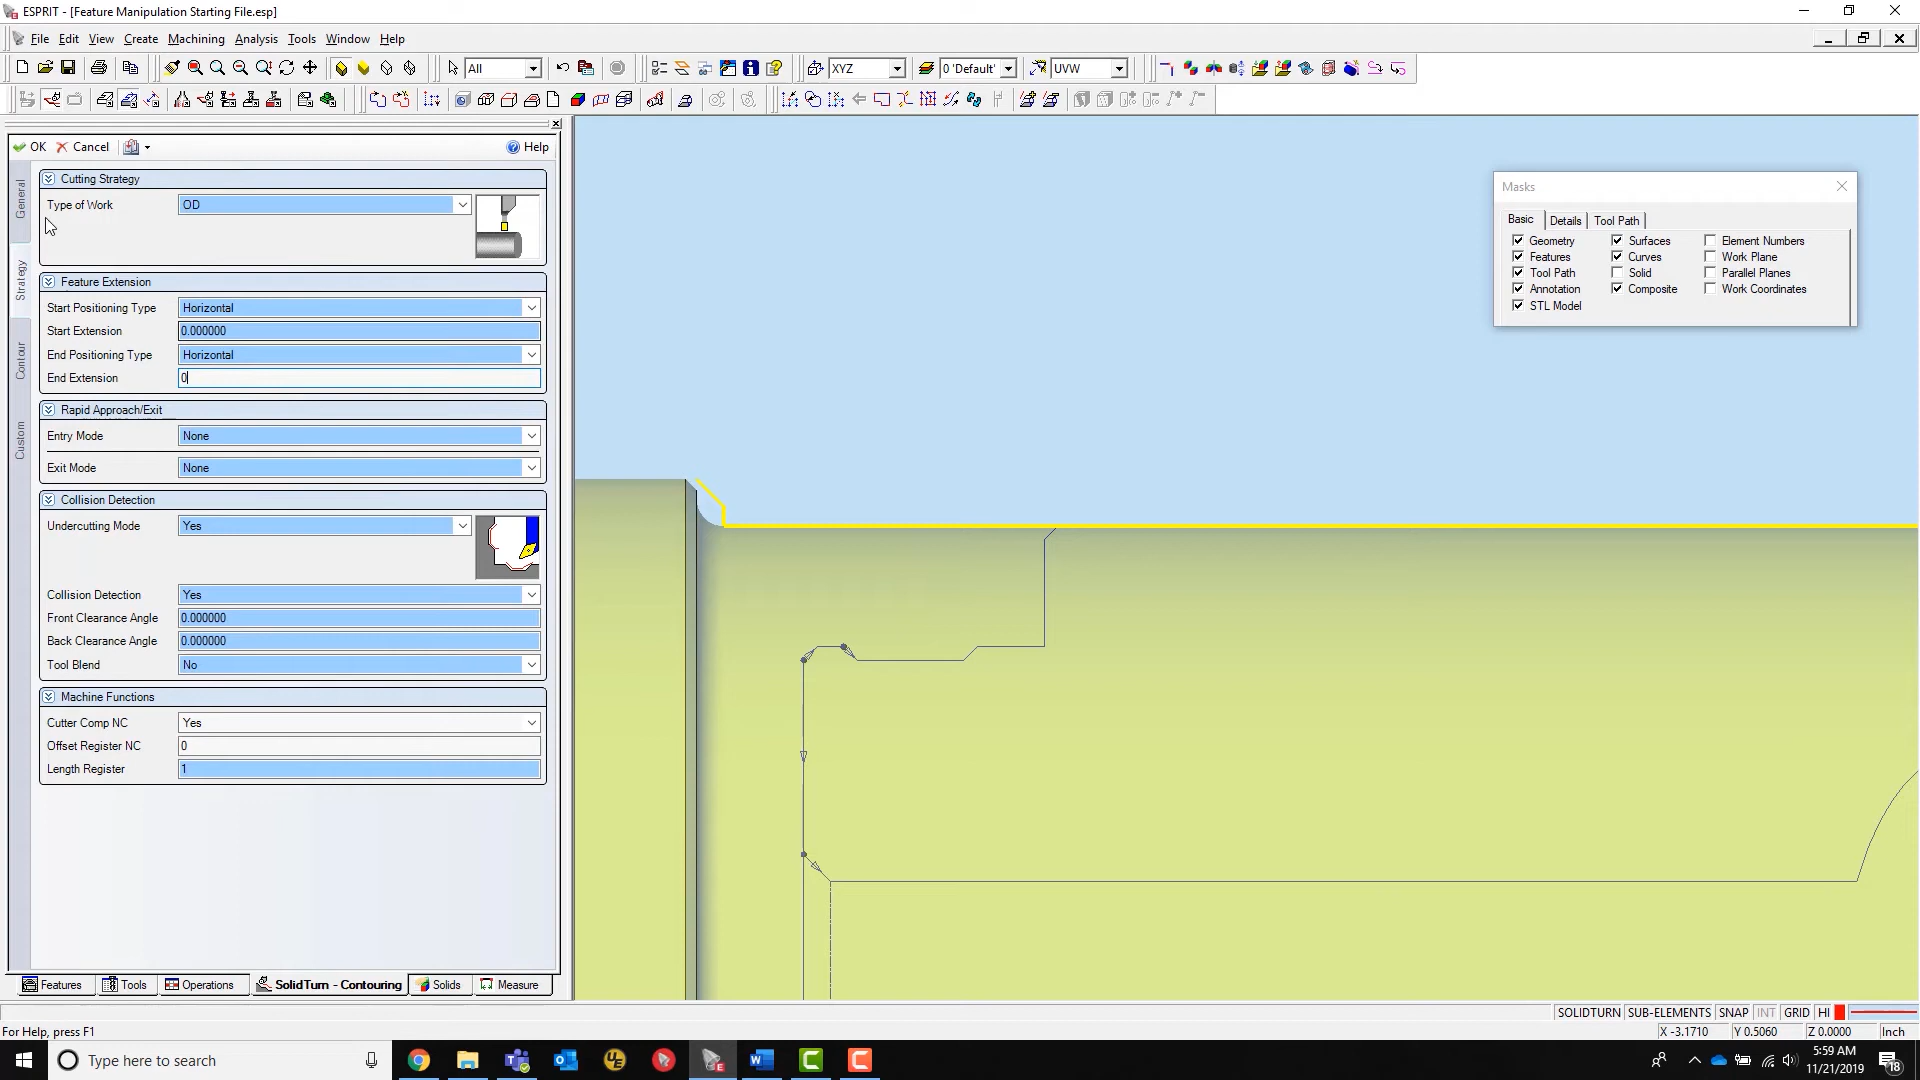 ESPRIT - [Feature Manipulation Starting File.esp]
File Edit View Create Machining Analysis Tools Window Help
All XYZ 0 'Default' UVW
OK Cancel Help
General
Strategy
Contour
Custom
Cutting Strategy
Type of Work OD
Feature Extension
Start Positioning Type Horizontal
Start Extension 0.000000
End Positioning Type Horizontal
End Extension 0
Rapid Approach/Exit
Entry Mode None
Exit Mode None
Collision Detection
Undercutting Mode Yes
Collision Detection Yes
Front Clearance Angle 0.000000
Back Clearance Angle 0.000000
Tool Blend No
Machine Functions
Cutter Comp NC Yes
Offset Register NC 0
Length Register 1
Features Tools Operations SolidTurn - Contouring Solids Measure
Masks
Basic Details Tool Path
Geometry Surfaces Element Numbers
Features Curves Work Plane
Tool Path Solid Parallel Planes
Annotation Composite Work Coordinates
STL Model
SOLIDTURN SUB-ELEMENTS SNAP INT GRID HI
For Help, press F1
X -3.1710 Y 0.5060 Z 0.0000 Inch
Type here to search
5:59 AM
11/21/2019
18